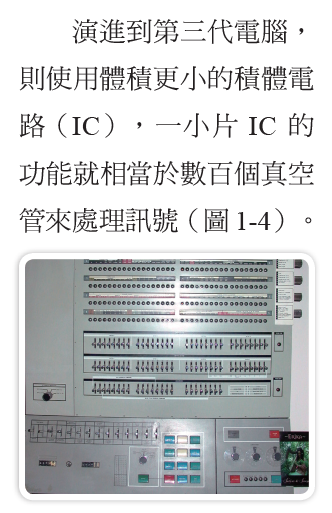 演進到第三代電腦，
則使用體積更小的積體電
路（IC），一小片 IC 的
功能就相當於數百個真空
管來處理訊號（圖 1-4）。